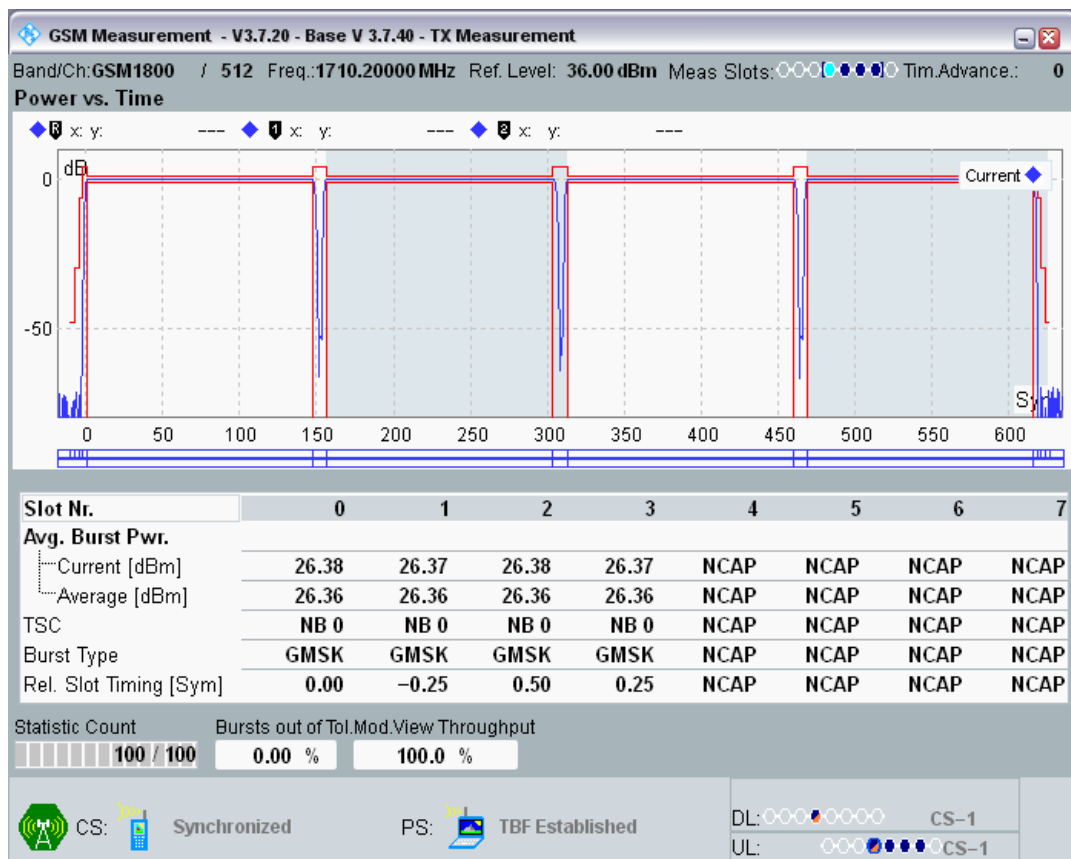 GSM Measurement - V3.7.20 - Base V 3.7.40 - TX Measurement
Band/Ch:GSM1800 / 512 Freq.:1710.20000 MHz Ref. Level: 36.00 dBm Meas Slots: Tim.Advance.: 0
Power vs. Time
R x: y: --- 1 x: y: --- 2 x: y: ---
dB
Current
0
-50
Sy
0 50 100 150 200 250 300 350 400 450 500 550 600
Slot Nr. 0 1 2 3 4 5 6 7
Avg. Burst Pwr.
Current [dBm] 26.38 26.37 26.38 26.37 NCAP NCAP NCAP NCAP
Average [dBm] 26.36 26.36 26.36 26.36 NCAP NCAP NCAP NCAP
TSC NB 0 NB 0 NB 0 NB 0 NCAP NCAP NCAP NCAP
Burst Type GMSK GMSK GMSK GMSK NCAP NCAP NCAP NCAP
Rel. Slot Timing [Sym] 0.00 −0.25 0.50 0.25 NCAP NCAP NCAP NCAP
Statistic Count Bursts out of Tol.Mod.View Throughput
100 / 100 0.00 % 100.0 %
CS: Synchronized PS: TBF Established
DL: CS−1
UL: CS−1